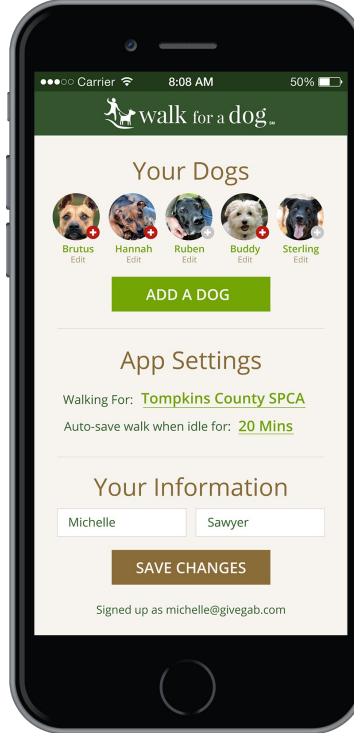 ●●●○○ Carrier 8:08 AM 50%
walk for a dog SM
Your Dogs
Brutus Hannah Ruben Buddy Sterling
Edit Edit Edit Edit Edit
ADD A DOG
App Settings
Walking For: Tompkins County SPCA
Auto-save walk when idle for: 20 Mins
Your Information
Michelle Sawyer
SAVE CHANGES
Signed up as michelle@givegab.com